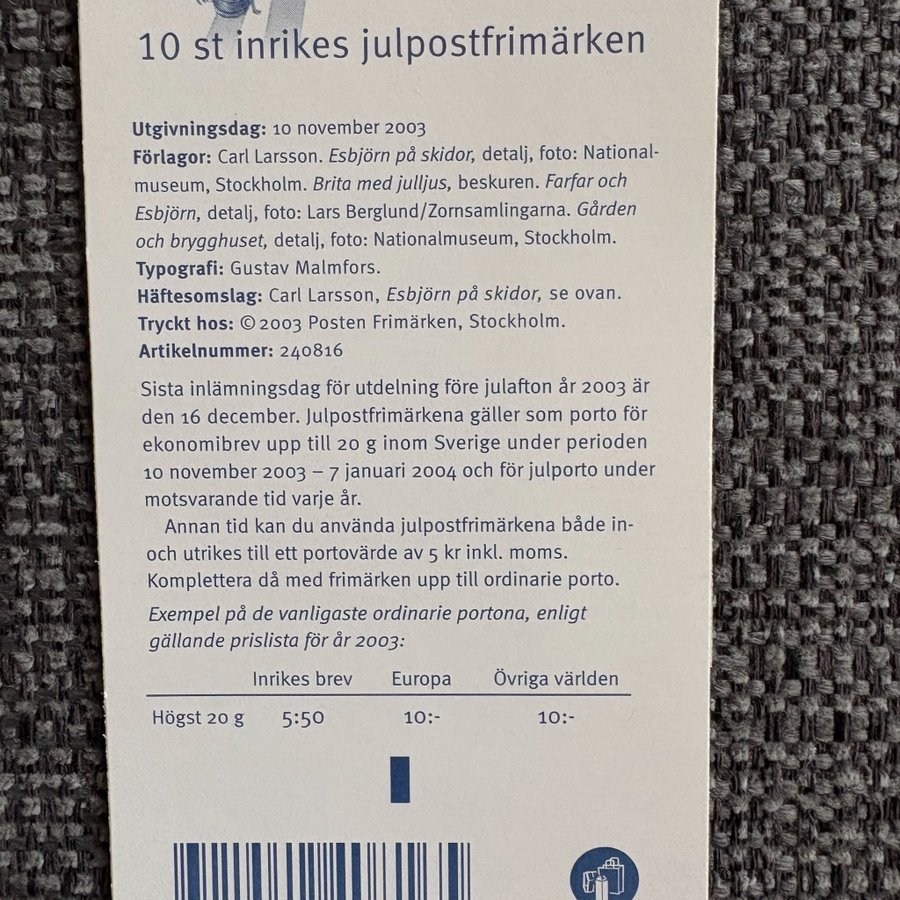 10 st inrikes julpostfrimärken
Utgivningsdag: 10 november 2003
Förlagor: Carl Larsson. Esbjörn på skidor, detalj, foto: National-
museum, Stockholm. Brita med julljus, beskuren. Farfar och
Esbjörn, detalj, foto: Lars Berglund/Zornsamlingarna. Gården
och brygghuset, detalj, foto: Nationalmuseum, Stockholm.
Typografi: Gustav Malmfors.
Häftesomslag: Carl Larsson, Esbjörn på skidor, se ovan.
Tryckt hos: © 2003 Posten Frimärken, Stockholm.
Artikelnummer: 240816
Sista inlämningsdag för utdelning före julafton år 2003 är
den 16 december. Julpostfrimärkena gäller som porto för
ekonomibrev upp till 20 g inom Sverige under perioden
10 november 2003 – 7 januari 2004 och för julporto under
motsvarande tid varje år.
Annan tid kan du använda julpostfrimärkena både in-
och utrikes till ett portovärde av 5 kr inkl. moms.
Komplettera då med frimärken upp till ordinarie porto.
Exempel på de vanligaste ordinarie portona, enligt
gällande prislista för år 2003:
Inrikes brev Europa Övriga världen
Högst 20 g 5:50 10:- 10:-